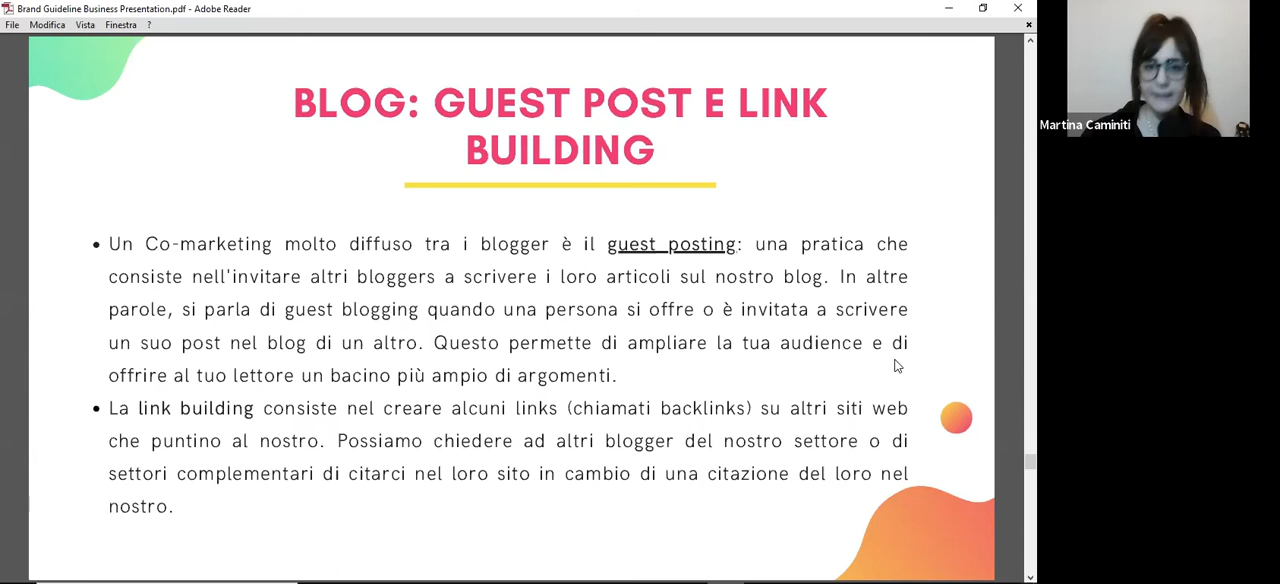 Brand Guideline Business Presentation.pdf - Adobe Reader
File Modifica Vista Finestra ?
BLOG: GUEST POST E LINK
BUILDING
• Un Co-marketing molto diffuso tra i blogger è il guest posting: una pratica che
consiste nell'invitare altri bloggers a scrivere i loro articoli sul nostro blog. In altre
parole, si parla di guest blogging quando una persona si offre o è invitata a scrivere
un suo post nel blog di un altro. Questo permette di ampliare la tua audience e di
offrire al tuo lettore un bacino più ampio di argomenti.
• La link building consiste nel creare alcuni links (chiamati backlinks) su altri siti web
che puntino al nostro. Possiamo chiedere ad altri blogger del nostro settore o di
settori complementari di citarci nel loro sito in cambio di una citazione del loro nel
nostro.
Martina Caminiti